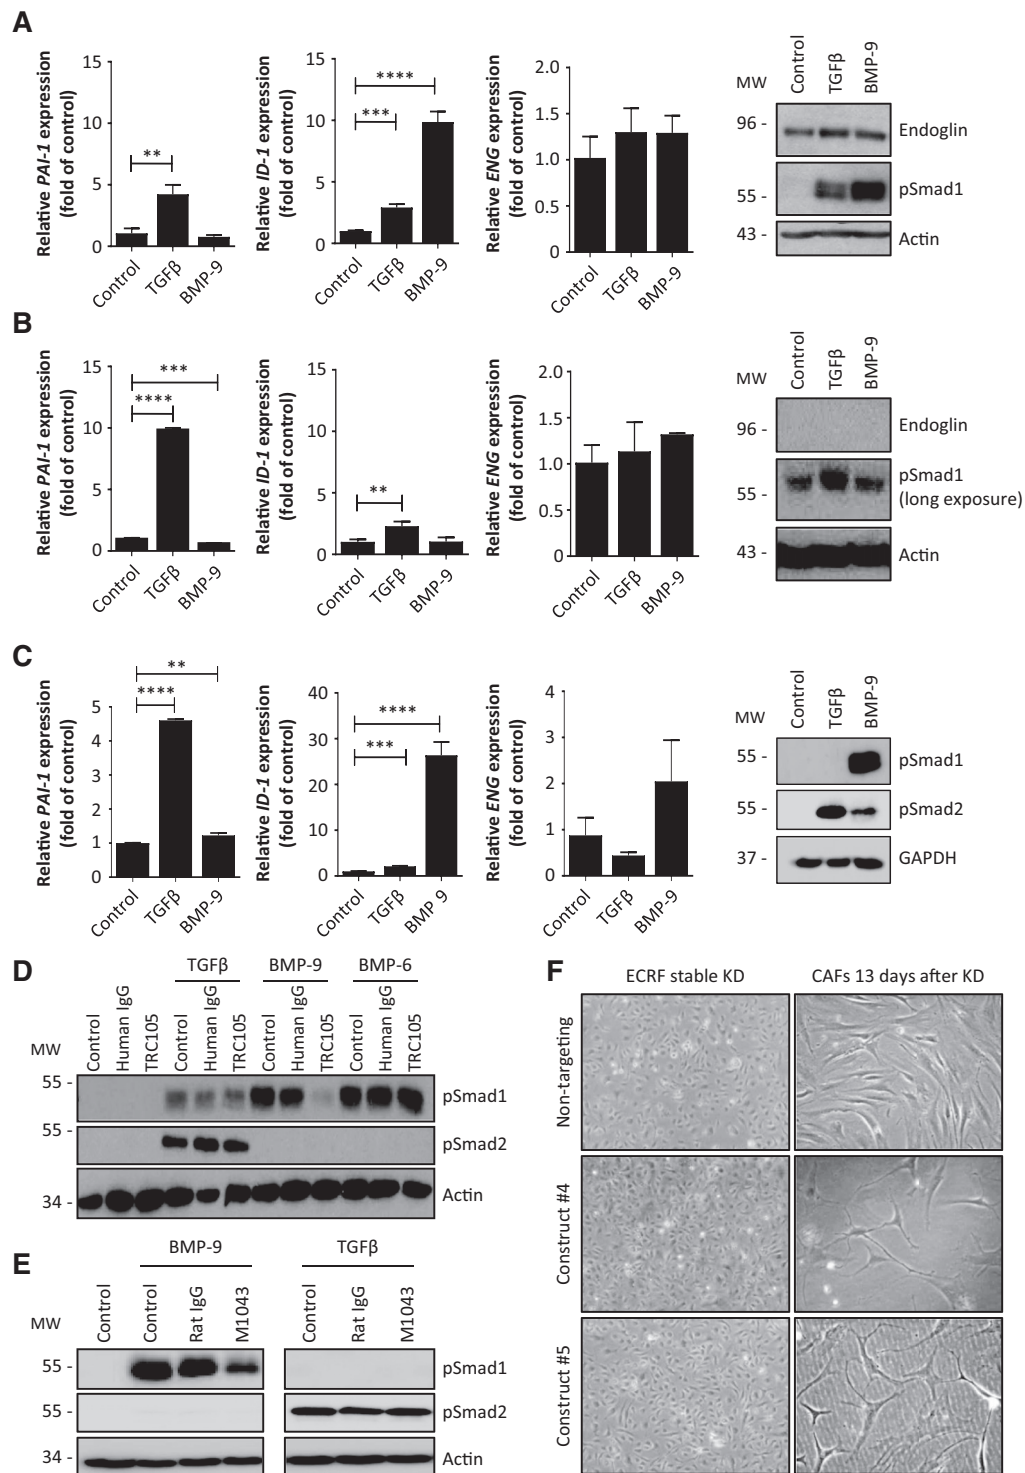 A
Relative PAI-1 expression
(fold of control)
15
10
5
0
**
Control
TGFβ
BMP-9
Relative ID-1 expression
(fold of control)
15
10
5
0
****
***
Control
TGFβ
BMP-9
Relative ENG expression
(fold of control)
2.0
1.5
1.0
0.5
0
Control
TGFβ
BMP-9
MW
Control
TGFβ
BMP-9
96 -
Endoglin
55 -
pSmad1
43 -
Actin
B
Relative PAI-1 expression
(fold of control)
15
10
5
0
***
****
Control
TGFβ
BMP-9
Relative ID-1 expression
(fold of control)
15
10
5
0
**
Control
TGFβ
BMP-9
Relative ENG expression
(fold of control)
2.0
1.5
1.0
0.5
0
Control
TGFβ
BMP-9
MW
Control
TGFβ
BMP-9
96 -
Endoglin
55 -
pSmad1
(long exposure)
43 -
Actin
C
Relative PAI-1 expression
(fold of control)
5
4
3
2
1
0
**
****
Control
TGFβ
BMP-9
Relative ID-1 expression
(fold of control)
40
30
20
10
0
****
***
Control
TGFβ
BMP 9
Relative ENG expression
(fold of control)
4
3
2
1
0
Control
TGFβ
BMP-9
MW
Control
TGFβ
BMP-9
55 -
pSmad1
55 -
pSmad2
37 -
GAPDH
D
TGFβ
BMP-9
BMP-6
MW
Control
Human IgG
TRC105
Control
Human IgG
TRC105
Control
Human IgG
TRC105
Control
Human IgG
TRC105
55 -
pSmad1
55 -
pSmad2
34 -
Actin
E
BMP-9
TGFβ
MW
Control
Control
Rat IgG
M1043
Control
Rat IgG
M1043
55 -
pSmad1
55 -
pSmad2
34 -
Actin
F
ECRF stable KD
CAFs 13 days after KD
Non-targeting
Construct #4
Construct #5